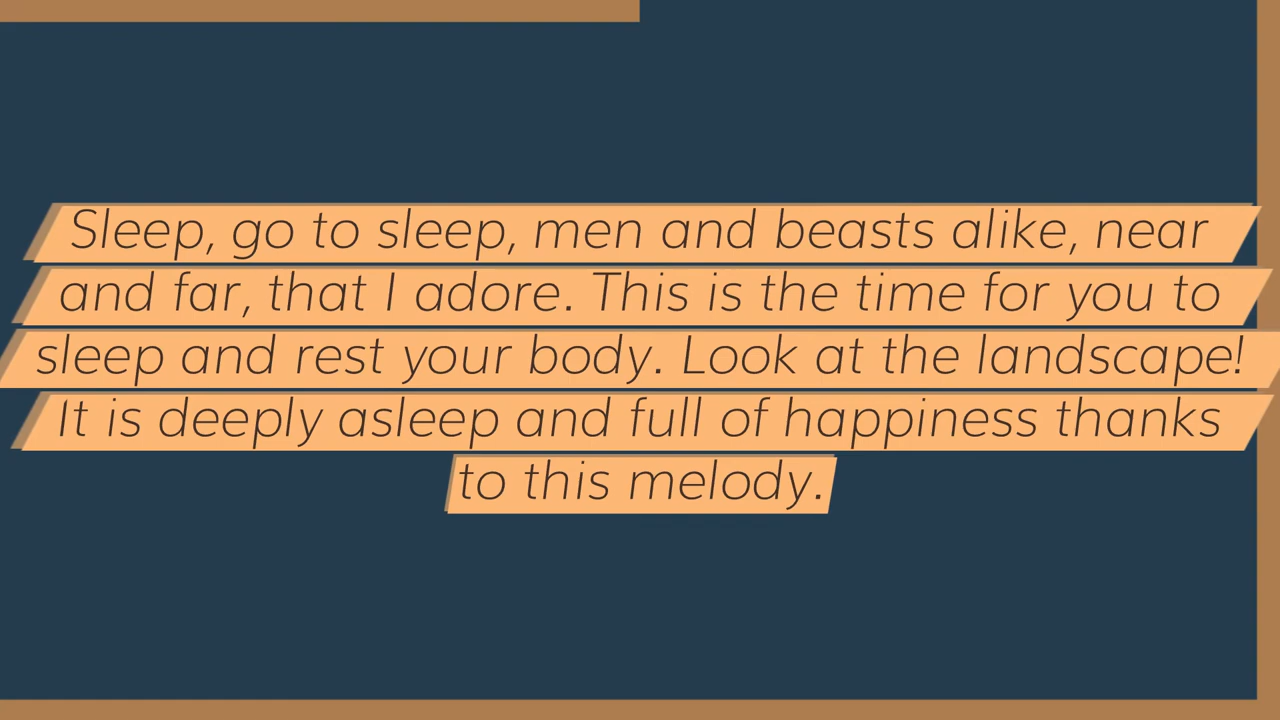 Sleep, go to sleep, men and beasts alike, near
and far, that I adore. This is the time for you to
sleep and rest your body. Look at the landscape!
It is deeply asleep and full of happiness thanks
to this melody.